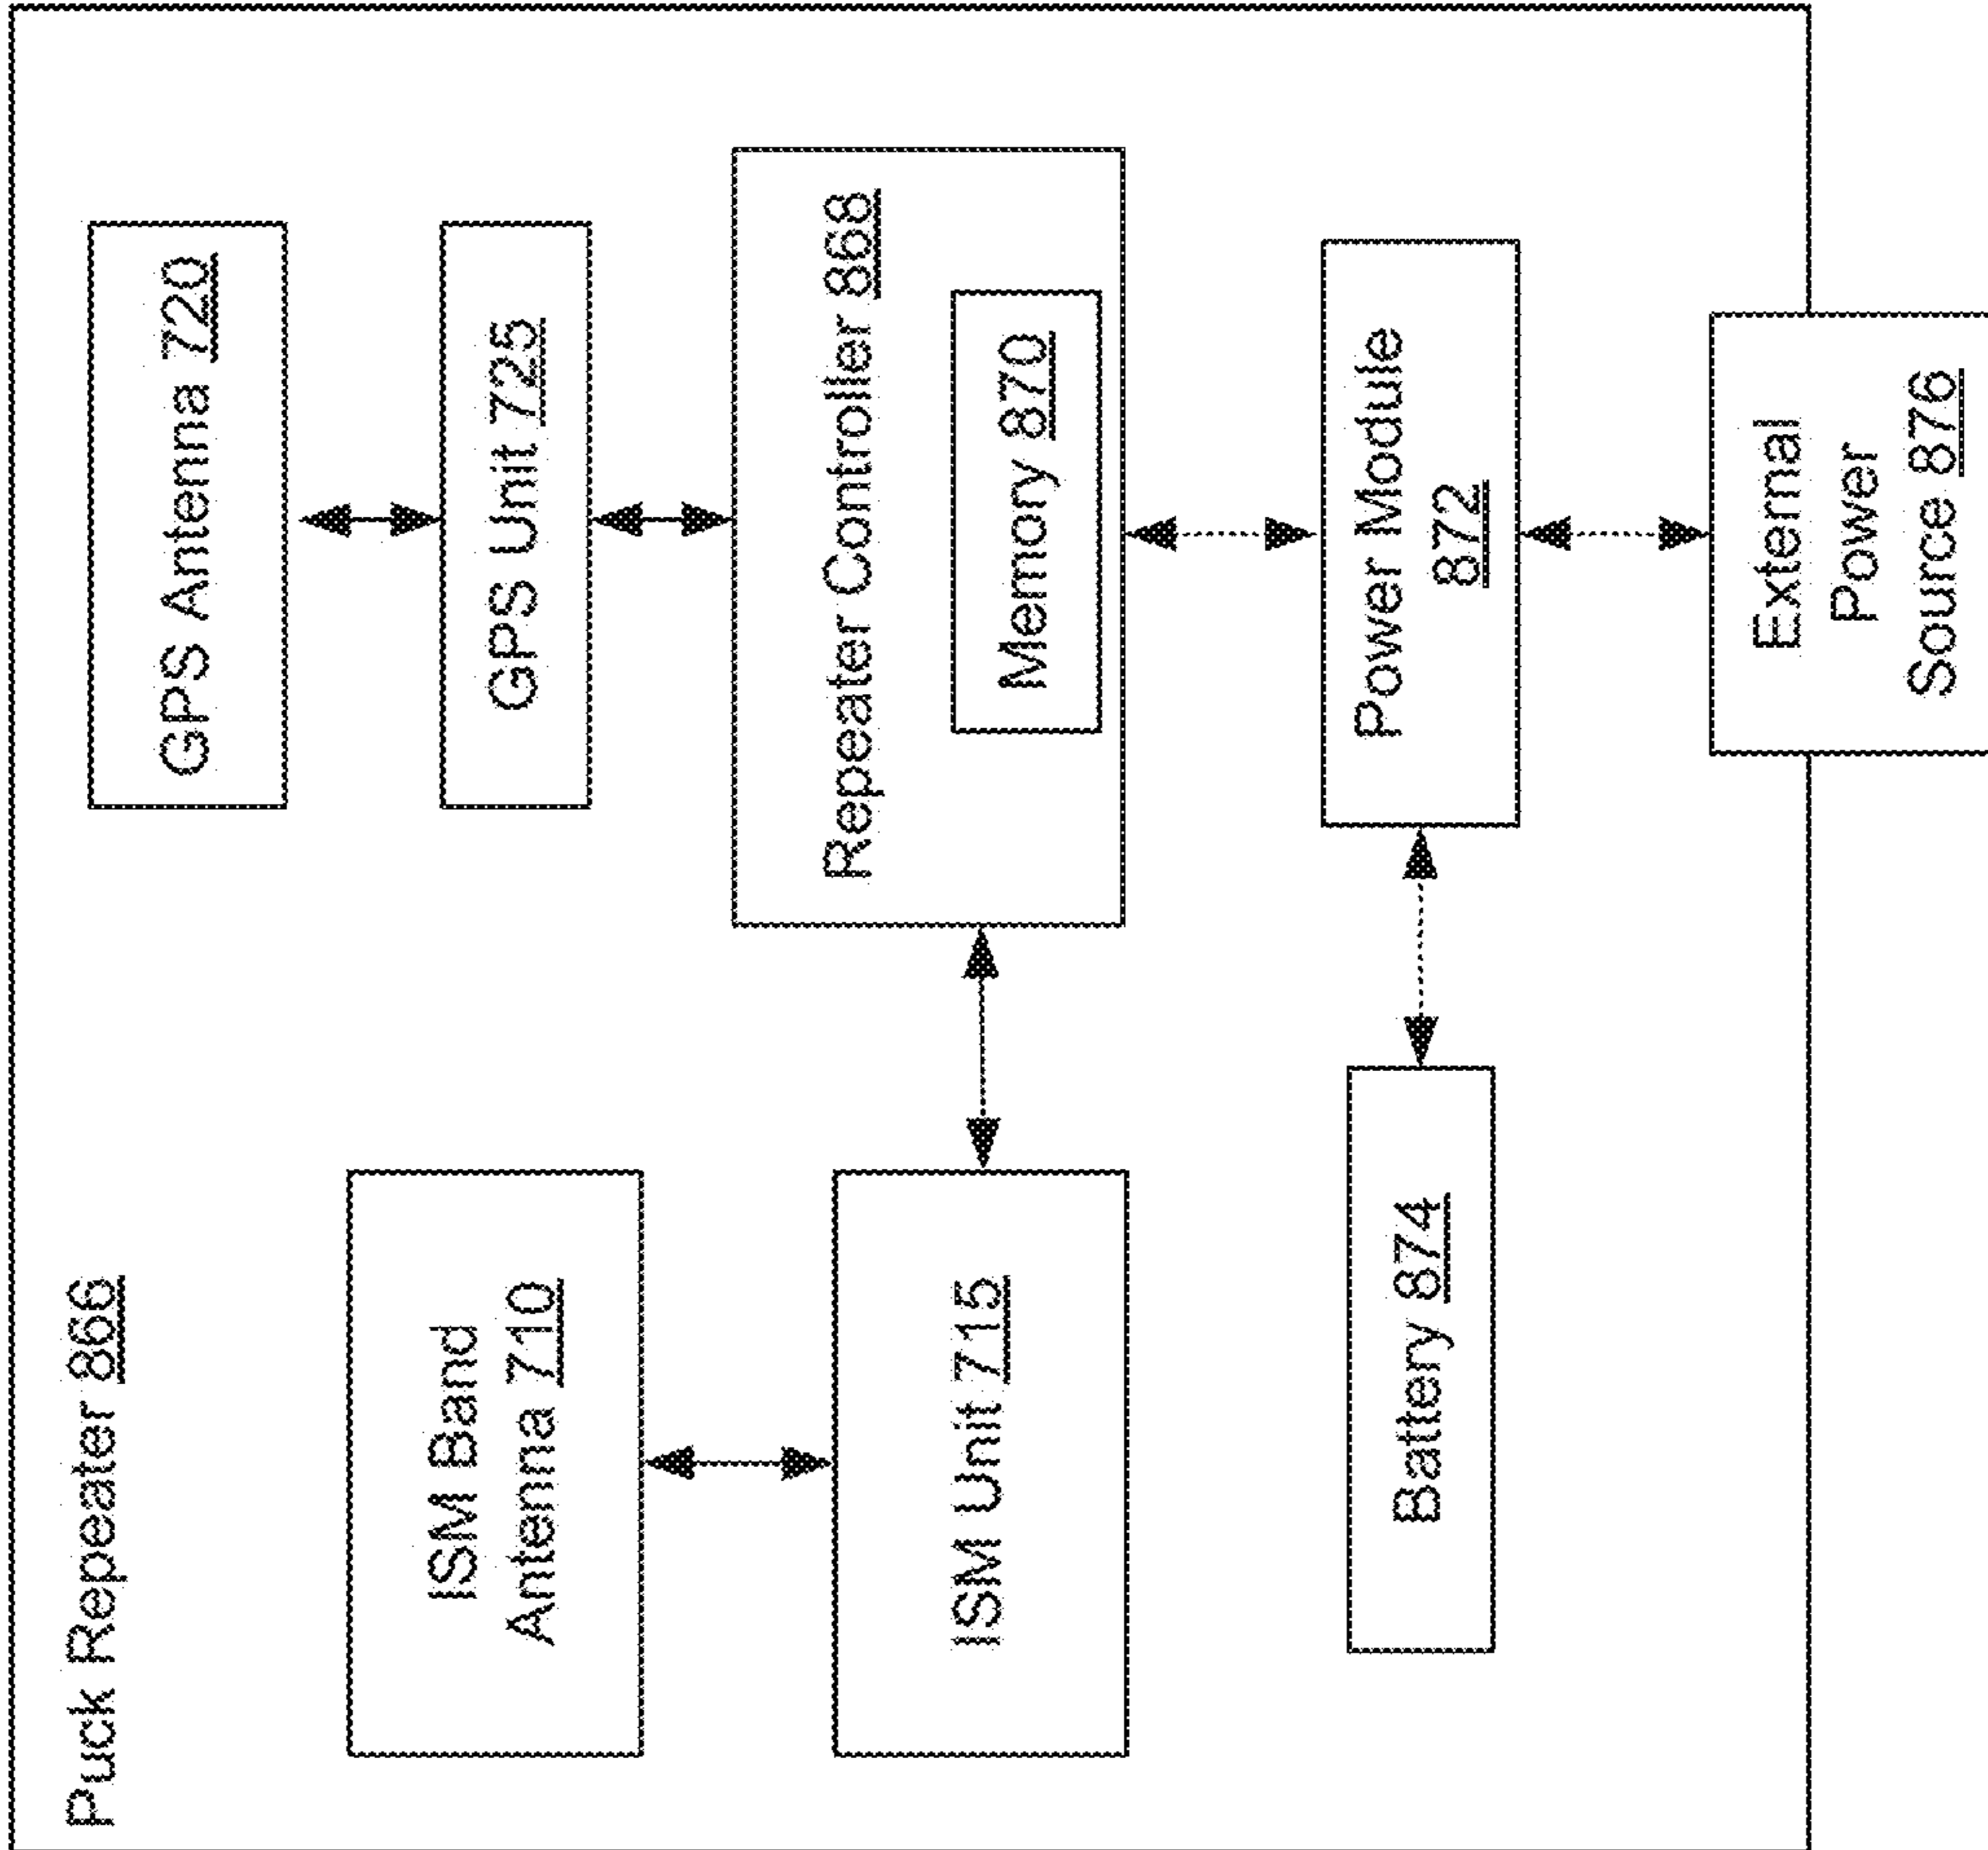 Puck Repeater 866
ISM Band
Antenna 710
GPS Antenna 720
GPS Unit 725
ISM Unit 715
Repeater Controller 868
Memory 870
Battery 874
Power Module
872
External
Power
Source 876